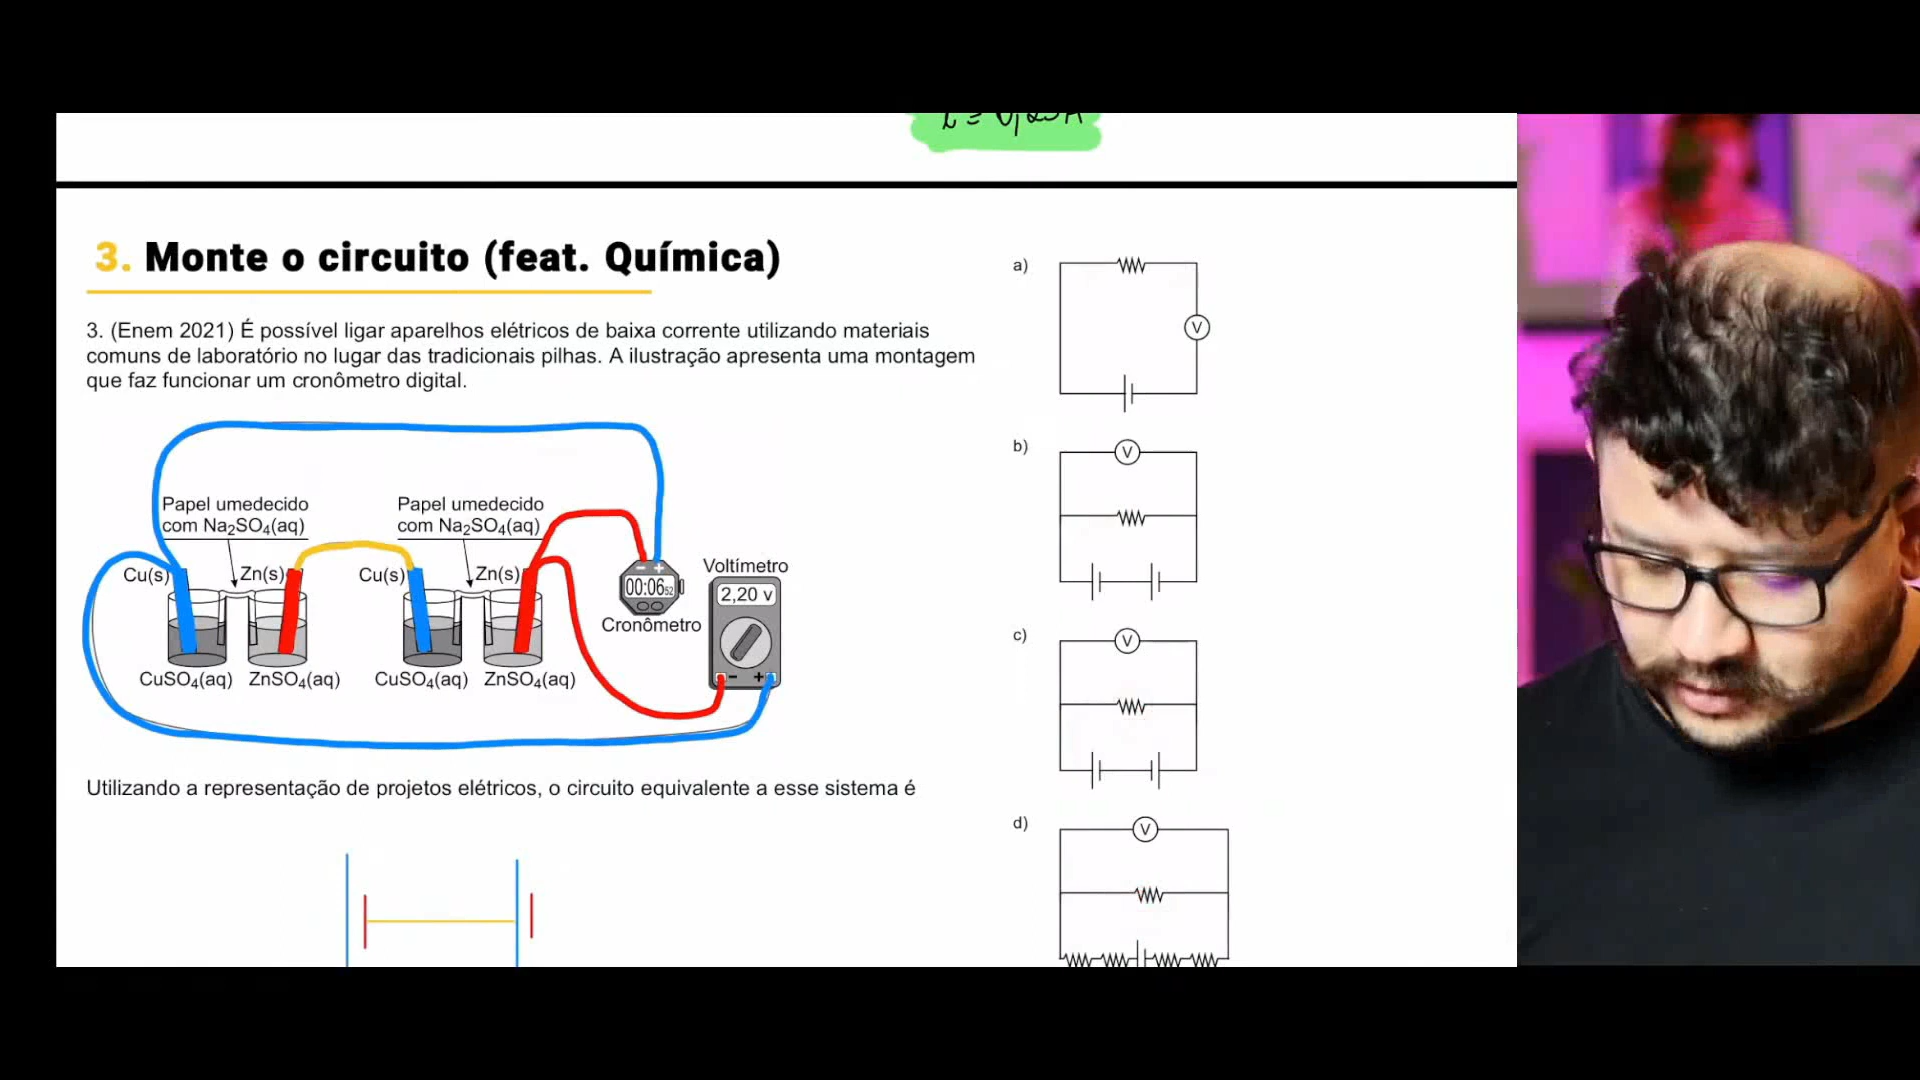 3. Monte o circuito (feat. Química)
3. (Enem 2021) É possível ligar aparelhos elétricos de baixa corrente utilizando materiais
comuns de laboratório no lugar das tradicionais pilhas. A ilustração apresenta uma montagem
que faz funcionar um cronômetro digital.
Papel umedecido
com Na₂SO₄(aq)
Papel umedecido
com Na₂SO₄(aq)
Cu(s)
Zn(s)
Cu(s)
Zn(s)
− +
00:06 52
Cronômetro
Voltímetro
2,20 v
− +
CuSO₄(aq)
ZnSO₄(aq)
CuSO₄(aq)
ZnSO₄(aq)
Utilizando a representação de projetos elétricos, o circuito equivalente a esse sistema é
a)
V
b)
V
c)
V
d)
V